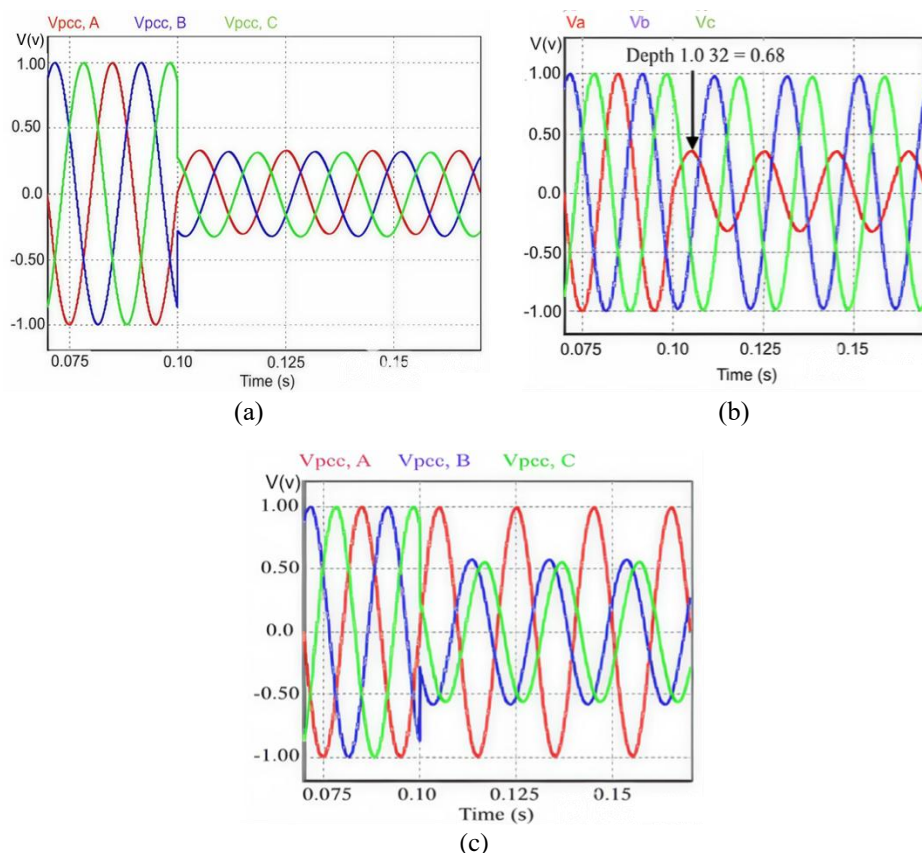 Vpcc, A Vpcc, B Vpcc, C
V(v)
1.00
0.50
0.0
-0.50
-1.00
0.075 0.10 0.125 0.15
Time (s)
(a)
Va Vb Vc
V(v)
Depth 1.0 32 = 0.68
1.00
0.50
0.0
-0.50
-1.00
0.075 0.10 0.125 0.15
Time (s)
(b)
Vpcc, A Vpcc, B Vpcc, C
V(v)
1.00
0.50
0.0
-0.50
-1.00
0.075 0.10 0.125 0.15
Time (s)
(c)